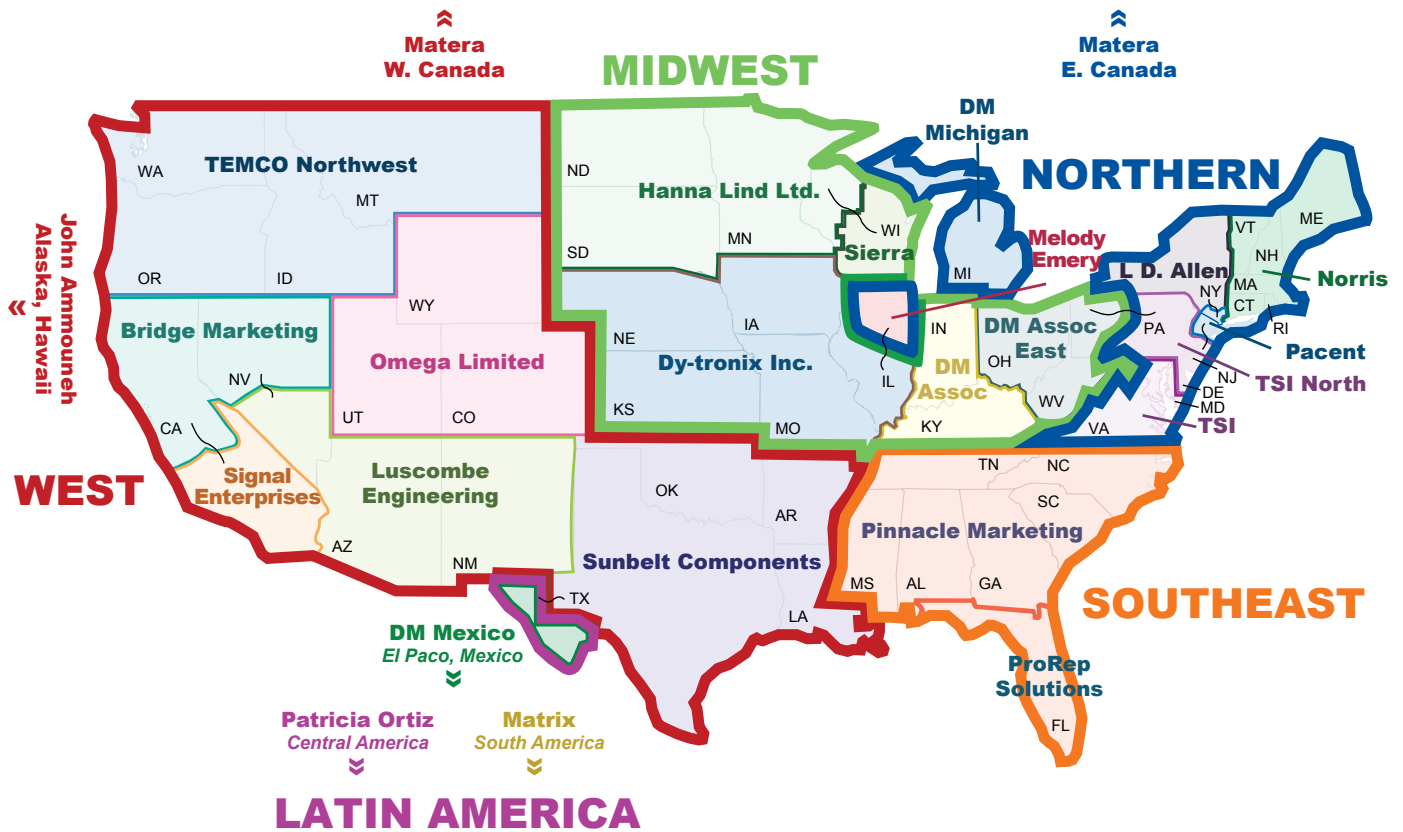 Matera
W. Canada
Matera
E. Canada
MIDWEST
DM
Michigan
NORTHERN
WA
TEMCO Northwest
MT
OR
ID
ND
Hanna Lind Ltd.
SD
MN
WI
Sierra
MI
Melody
Emery
VT
ME
NH
L D. Allen
NY
MA
CT
RI
Norris
Pacent
PA
TSI North
NJ
DE
MD
TSI
VA
John Ammouneh
Alaska, Hawaii
«
Bridge Marketing
NV
CA
WY
Omega Limited
UT
CO
NE
IA
Dy-tronix Inc.
KS
MO
IL
IN
DM
Assoc
KY
DM Assoc
East
OH
WV
WEST
Signal
Enterprises
Luscombe
Engineering
AZ
NM
OK
AR
Sunbelt Components
TX
LA
TN
NC
SC
Pinnacle Marketing
MS
AL
GA
SOUTHEAST
ProRep
Solutions
FL
DM Mexico
El Paco, Mexico
Patricia Ortiz
Central America
Matrix
South America
LATIN AMERICA